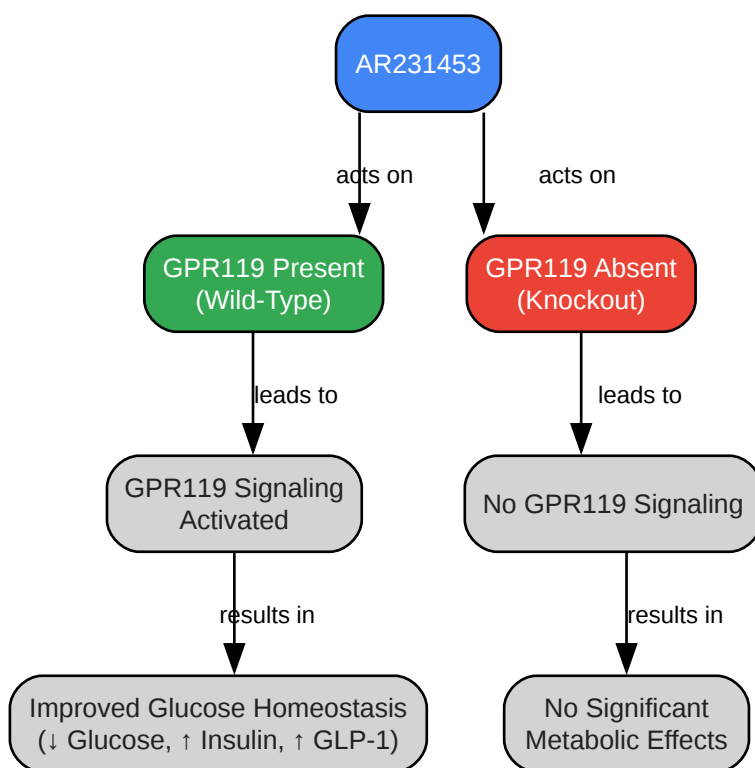 AR231453
acts on
acts on
GPR119 Present
(Wild-Type)
GPR119 Absent
(Knockout)
leads to
leads to
GPR119 Signaling
Activated
No GPR119 Signaling
results in
results in
Improved Glucose Homeostasis
(↓ Glucose, ↑ Insulin, ↑ GLP-1)
No Significant
Metabolic Effects